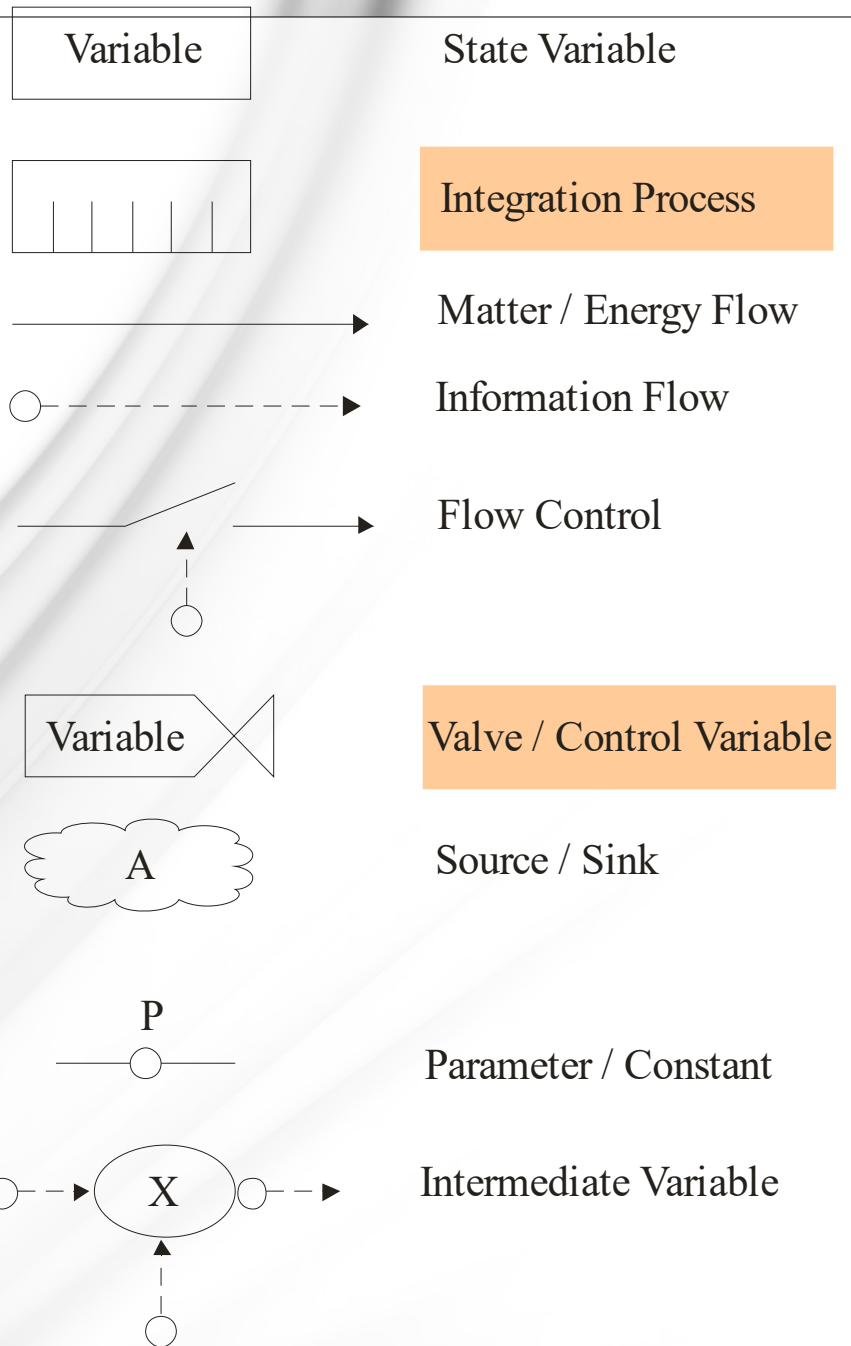 Variable State Variable
Integration Process
Matter / Energy Flow
Information Flow
Flow Control
Variable Valve / Control Variable
A Source / Sink
P
Parameter / Constant
X Intermediate Variable